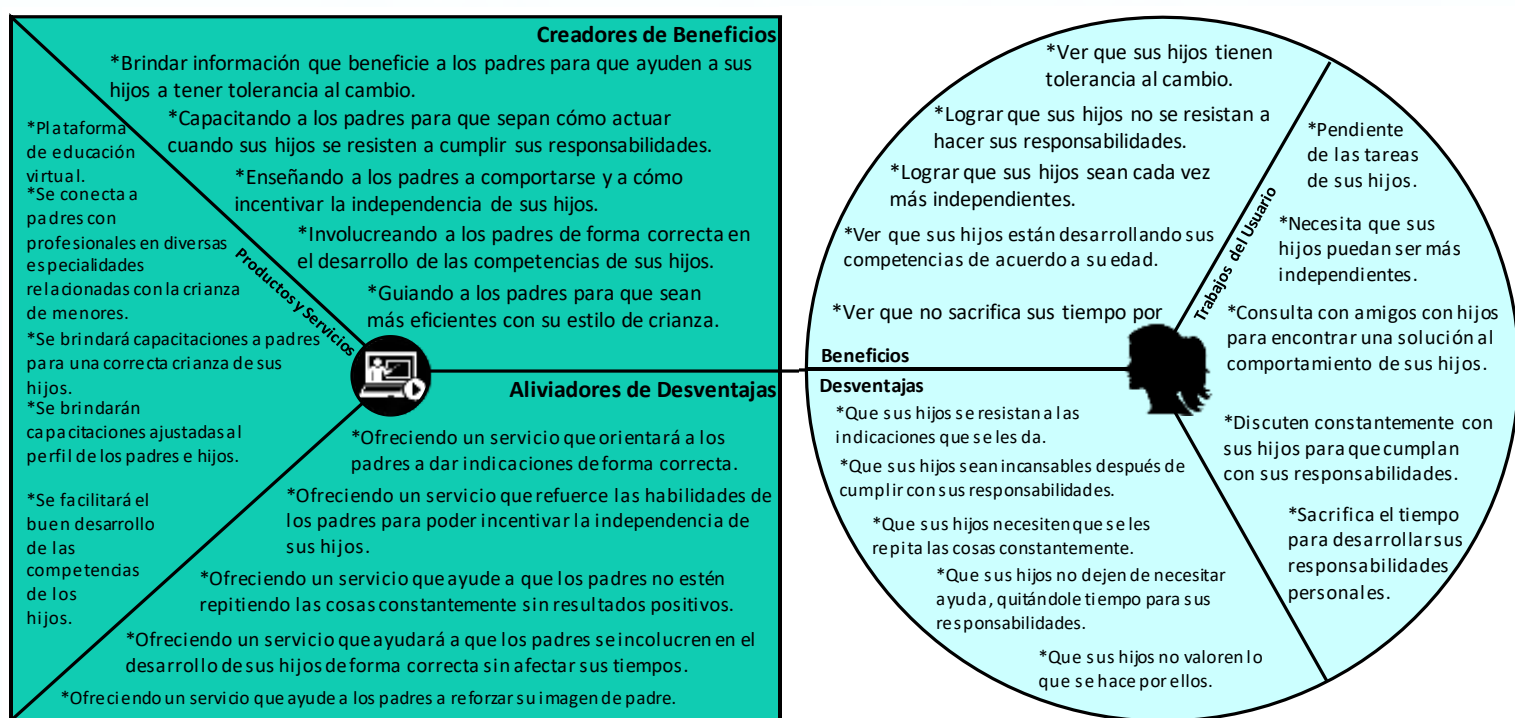 Creadores de Beneficios
*Brindar información que beneficie a los padres para que ayuden a sus
hijos a tener tolerancia al cambio.
*Capacitando a los padres para que sepan cómo actuar
cuando sus hijos se resisten a cumplir sus responsabilidades.
*Enseñando a los padres a comportarse y a cómo
incentivar la independencia de sus hijos.
*Involucreando a los padres de forma correcta en
el desarrollo de las competencias de sus hijos.
*Guiando a los padres para que sean
más eficientes con su estilo de crianza.
*Plataforma
de educación
virtual.
*Se conecta a
padres con
profesionales en diversas
especialidades
relacionadas con la crianza
de menores.
*Se brindará capacitaciones a padres
para una correcta crianza de sus
hijos.
*Se brindarán
capacitaciones ajustadas al
perfil de los padres e hijos.
*Se facilitará el
buen desarrollo
de las
competencias
de los
hijos.
Productos y Servicios
Aliviadores de Desventajas
*Ofreciendo un servicio que orientará a los
padres a dar indicaciones de forma correcta.
*Ofreciendo un servicio que refuerce las habilidades de
los padres para poder incentivar la independencia de
sus hijos.
*Ofreciendo un servicio que ayude a que los padres no estén
repitiendo las cosas constantemente sin resultados positivos.
*Ofreciendo un servicio que ayudará a que los padres se incolucren en el
desarrollo de sus hijos de forma correcta sin afectar sus tiempos.
*Ofreciendo un servicio que ayude a los padres a reforzar su imagen de padre.
*Ver que sus hijos tienen
tolerancia al cambio.
*Lograr que sus hijos no se resistan a
hacer sus responsabilidades.
*Lograr que sus hijos sean cada vez
más independientes.
*Ver que sus hijos están desarrollando sus
competencias de acuerdo a su edad.
*Ver que no sacrifica sus tiempo por
Beneficios
Desventajas
*Que sus hijos se resistan a las
indicaciones que se les da.
*Que sus hijos sean incansables después de
cumplir con sus responsabilidades.
*Que sus hijos necesiten que se les
repita las cosas constantemente.
*Que sus hijos no dejen de necesitar
ayuda, quitándole tiempo para sus
responsabilidades.
*Que sus hijos no valoren lo
que se hace por ellos.
Trabajos del Usuario
*Pendiente
de las tareas
de sus hijos.
*Necesita que sus
hijos puedan ser más
independientes.
*Consulta con amigos con hijos
para encontrar una solución al
comportamiento de sus hijos.
*Discuten constantemente con
sus hijos para que cumplan
con sus responsabilidades.
*Sacrifica el tiempo
para desarrollar sus
responsabilidades
personales.